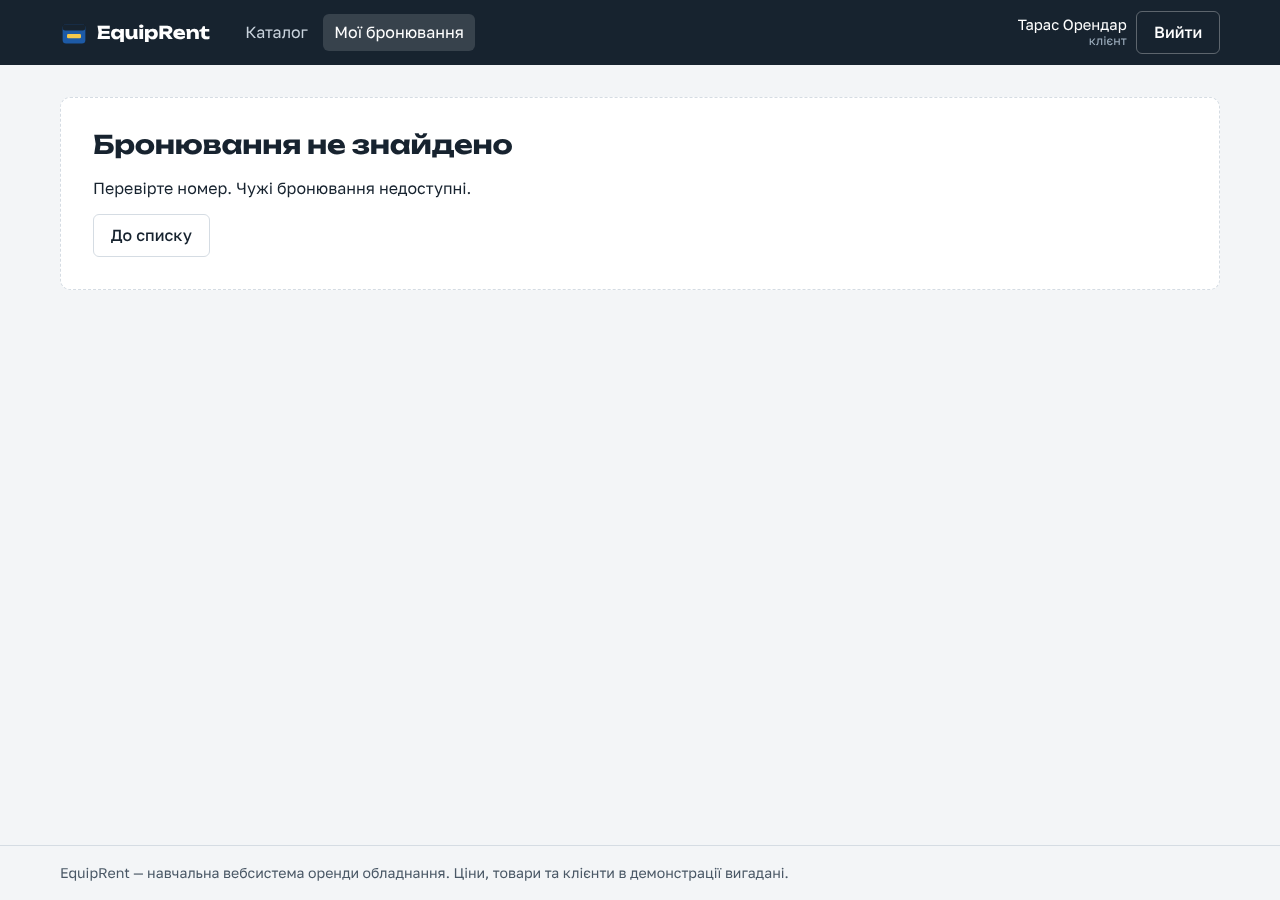 EquipRent
Каталог
Мої бронювання
Тарас Орендар
клієнт
Вийти
Бронювання не знайдено
Перевірте номер. Чужі бронювання недоступні.
До списку
EquipRent — навчальна вебсистема оренди обладнання. Ціни, товари та клієнти в демонстрації вигадані.